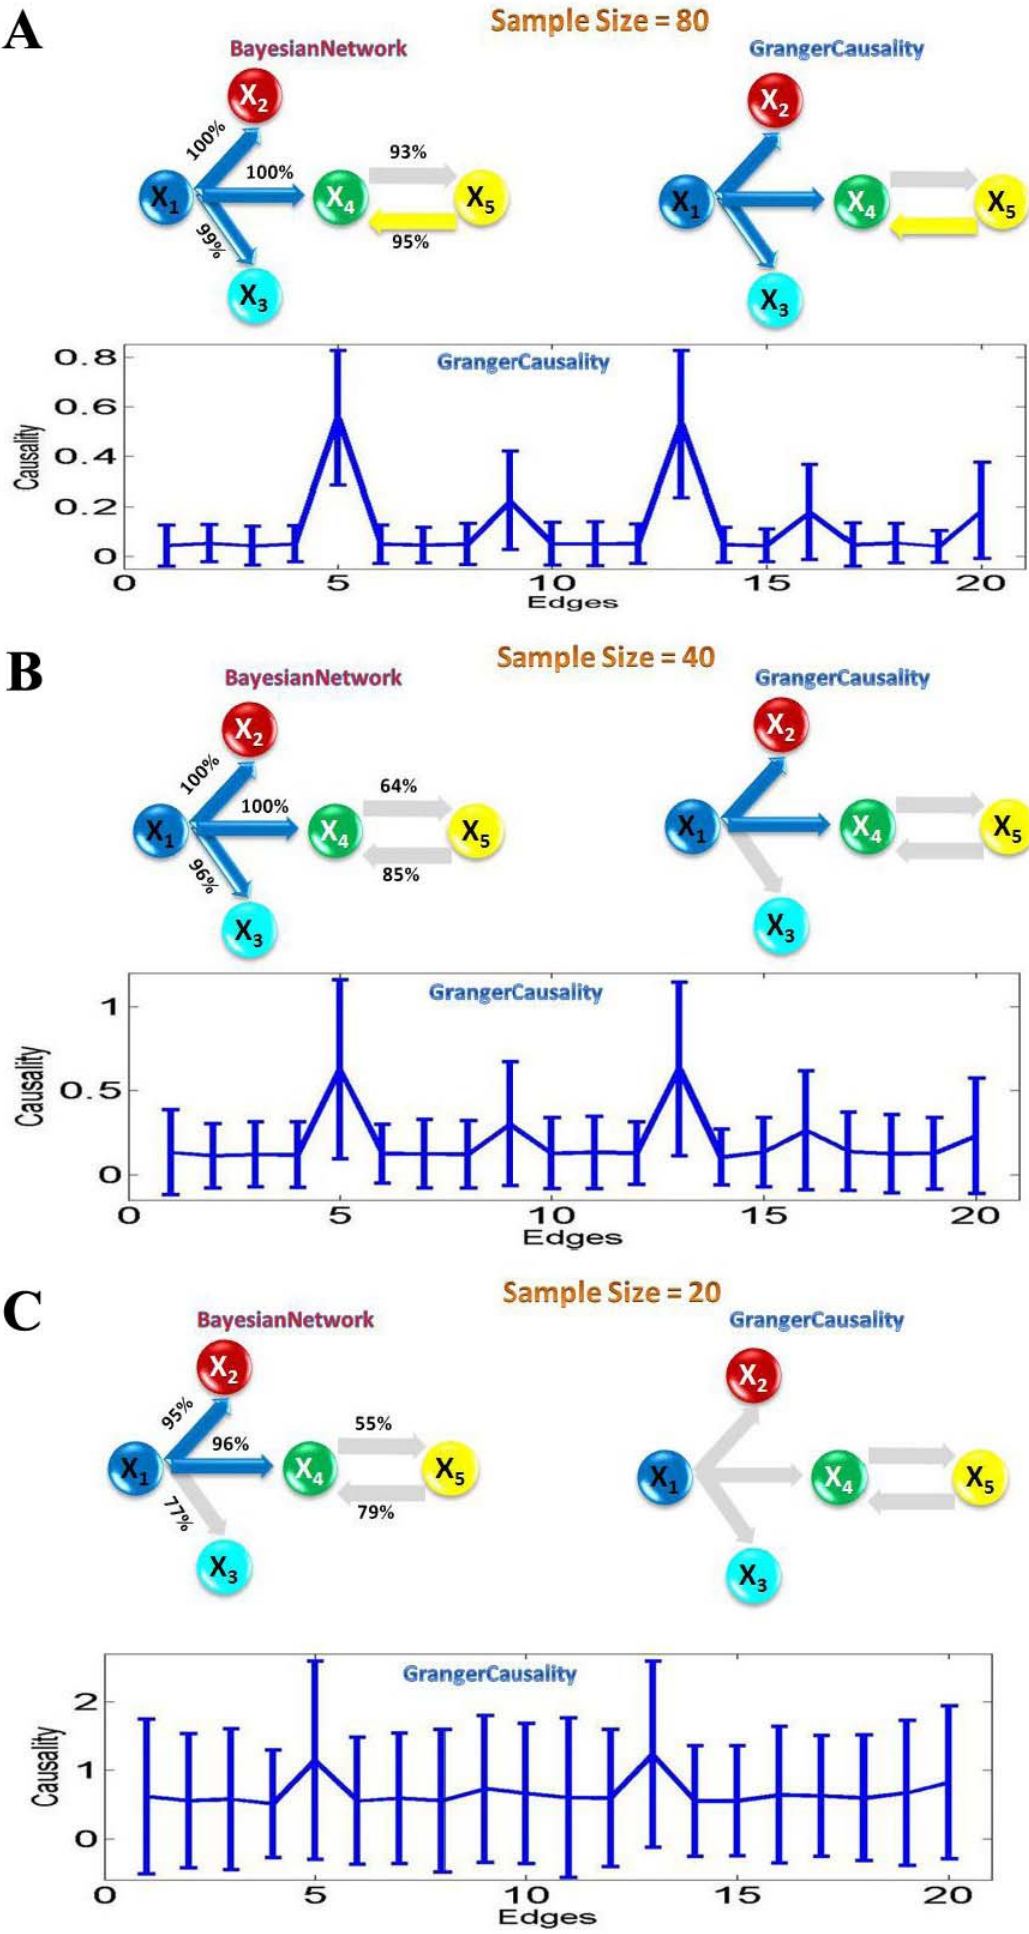 A
Sample Size = 80
BayesianNetwork
GrangerCausality
X2
X2
100%
93%
100%
X1
X4
X5
X1
X4
X5
99%
95%
X3
X3
GrangerCausality
0.8
0.6
0.4
0.2
0
Causality
0 5 10 15 20
Edges
B
Sample Size = 40
BayesianNetwork
GrangerCausality
X2
X2
100%
64%
100%
X1
X4
X5
X1
X4
X5
96%
85%
X3
X3
GrangerCausality
1
0.5
0
Causality
0 5 10 15 20
Edges
C
Sample Size = 20
BayesianNetwork
GrangerCausality
X2
X2
95%
55%
96%
X1
X4
X5
X1
X4
X5
77%
79%
X3
X3
GrangerCausality
2
1
0
Causality
0 5 10 15 20
Edges